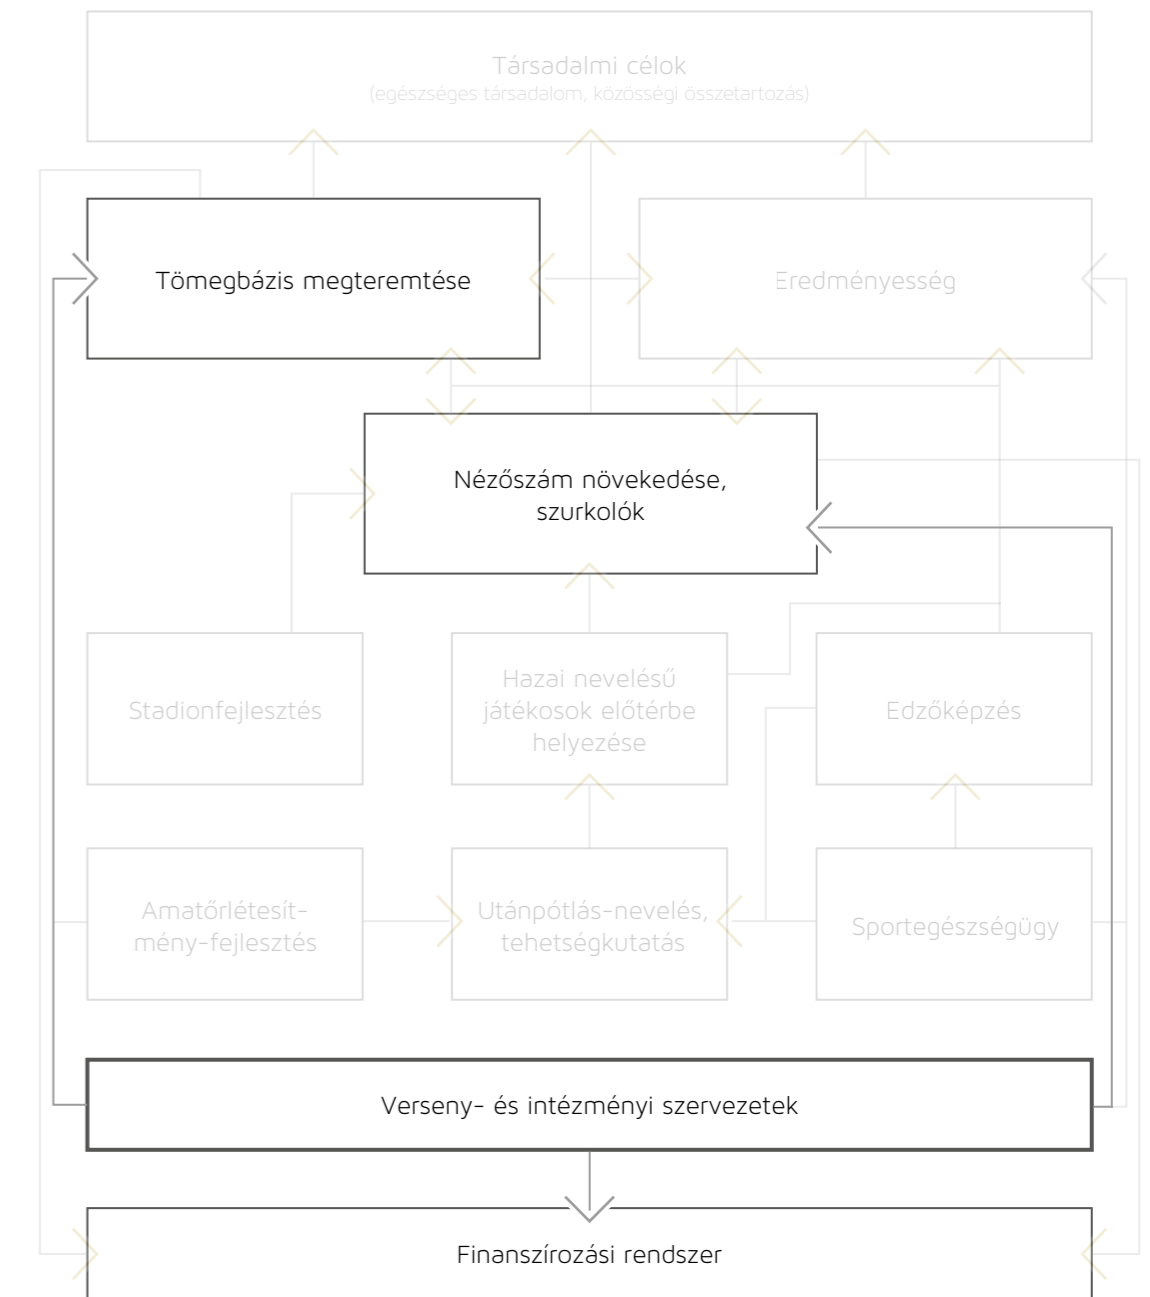 Társadalmi célok
(egészséges társadalom, közösségi összetartozás)
Tömegbázis megteremtése
Eredményesség
Nézőszám növekedése,
szurkolók
Stadionfejlesztés
Hazai nevelésű
játékosok előtérbe
helyezése
Edzőképzés
Amatőrlétesít-
mény-fejlesztés
Utánpótlás-nevelés,
tehetségkutatás
Sportegészségügy
Verseny- és intézményi szervezetek
Finanszírozási rendszer